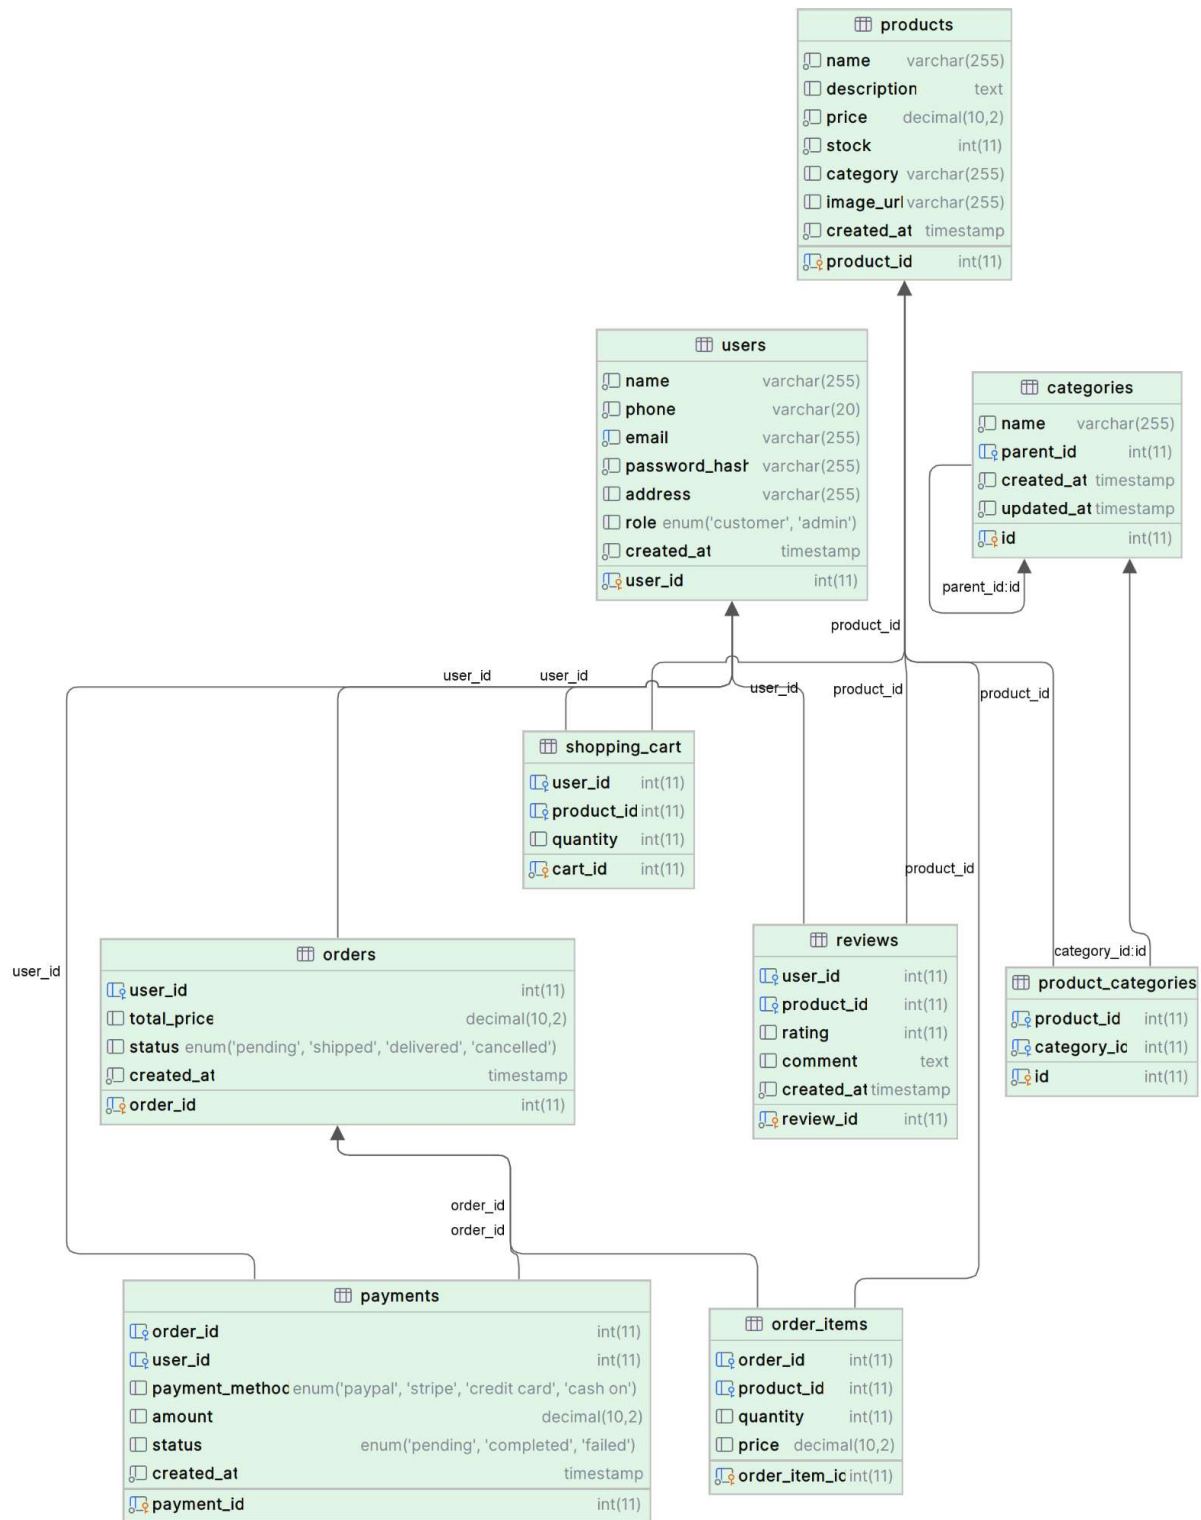 products
name varchar(255)
description text
price decimal(10,2)
stock int(11)
category varchar(255)
image_url varchar(255)
created_at timestamp
product_id int(11)
users
name varchar(255)
phone varchar(20)
email varchar(255)
password_hash varchar(255)
address varchar(255)
role enum('customer', 'admin')
created_at timestamp
user_id int(11)
categories
name varchar(255)
parent_id int(11)
created_at timestamp
updated_at timestamp
id int(11)
parent_id:id
product_id
user_id user_id user_id product_id product_id
shopping_cart
user_id int(11)
product_id int(11)
quantity int(11)
cart_id int(11)
product_id
orders
user_id int(11)
total_price decimal(10,2)
status enum('pending', 'shipped', 'delivered', 'cancelled')
created_at timestamp
order_id int(11)
user_id
reviews
user_id int(11)
product_id int(11)
rating int(11)
comment text
created_at timestamp
review_id int(11)
category_id:id
product_categories
product_id int(11)
category_id int(11)
id int(11)
order_id
order_id
payments
order_id int(11)
user_id int(11)
payment_method enum('paypal', 'stripe', 'credit card', 'cash on')
amount decimal(10,2)
status enum('pending', 'completed', 'failed')
created_at timestamp
payment_id int(11)
order_items
order_id int(11)
product_id int(11)
quantity int(11)
price decimal(10,2)
order_item_id int(11)